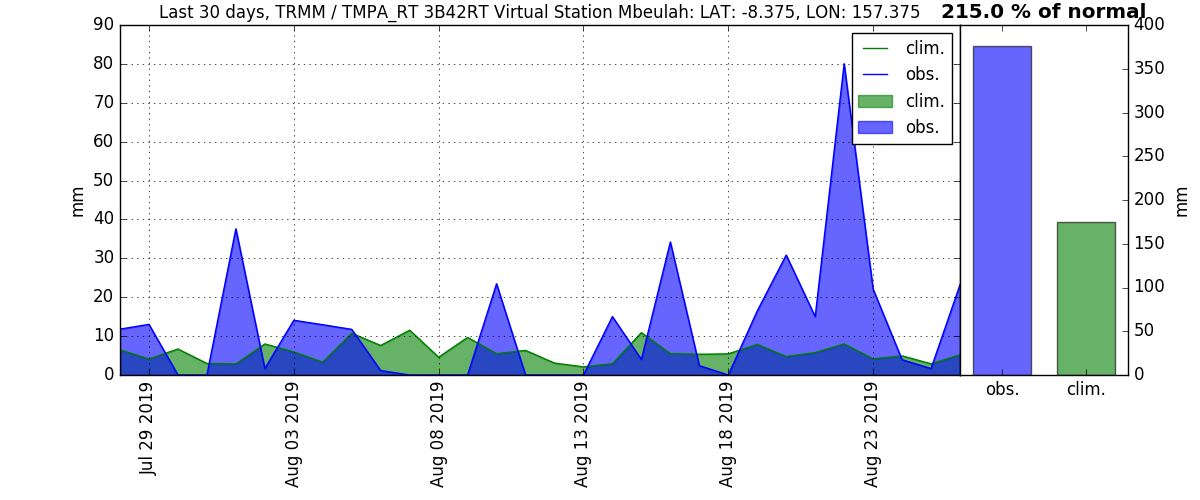 Last 30 days, TRMM / TMPA_RT 3B42RT Virtual Station Mbeulah: LAT: -8.375, LON: 157.375
215.0 % of normal
90
80
70
60
50
40
30
20
10
0
mm
Jul 29 2019
Aug 03 2019
Aug 08 2019
Aug 13 2019
Aug 18 2019
Aug 23 2019
clim.
obs.
clim.
obs.
400
350
300
250
200
150
100
50
0
mm
obs.
clim.